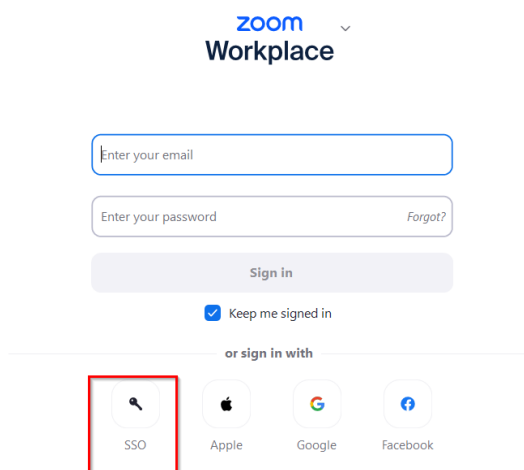 zoom
Workplace
Enter your email
Enter your password Forgot?
Sign in
Keep me signed in
or sign in with
SSO Apple Google Facebook